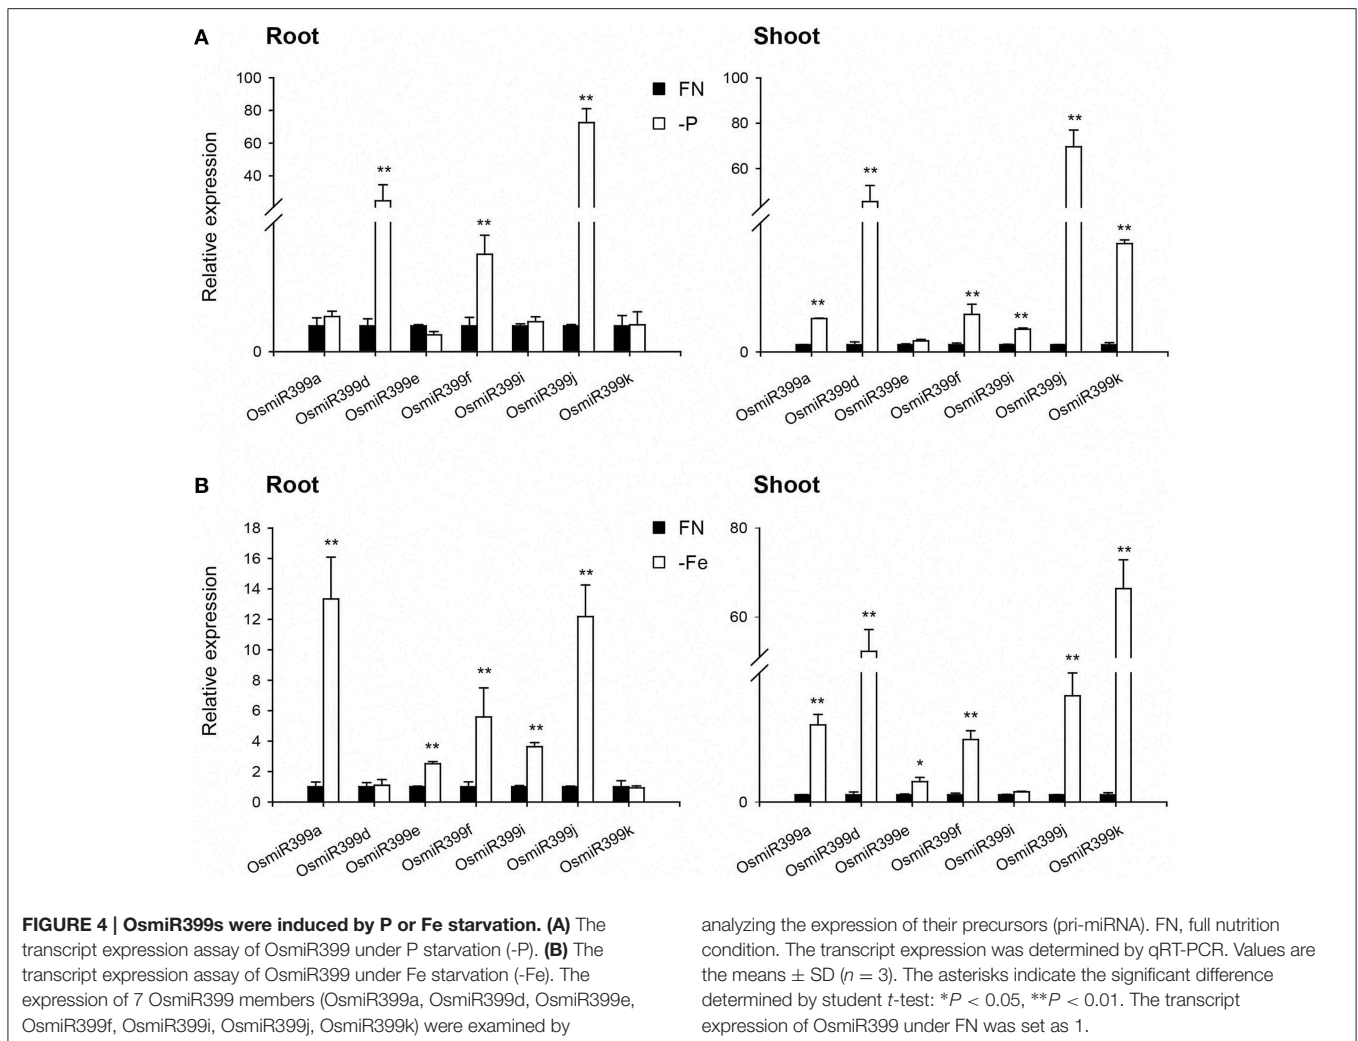 A Root Shoot
100
80
60
40
0
Relative expression
FN
-P
**
**
**
OsmiR399a
OsmiR399d
OsmiR399e
OsmiR399f
OsmiR399i
OsmiR399j
OsmiR399k
100
80
60
0
**
**
**
**
**
**
OsmiR399a
OsmiR399d
OsmiR399e
OsmiR399f
OsmiR399i
OsmiR399j
OsmiR399k
B Root Shoot
18
16
14
12
10
8
6
4
2
0
Relative expression
FN
-Fe
**
**
**
**
**
OsmiR399a
OsmiR399d
OsmiR399e
OsmiR399f
OsmiR399i
OsmiR399j
OsmiR399k
80
60
0
**
**
*
**
**
**
OsmiR399a
OsmiR399d
OsmiR399e
OsmiR399f
OsmiR399i
OsmiR399j
OsmiR399k
FIGURE 4 | OsmiR399s were induced by P or Fe starvation. (A) The
transcript expression assay of OsmiR399 under P starvation (-P). (B) The
transcript expression assay of OsmiR399 under Fe starvation (-Fe). The
expression of 7 OsmiR399 members (OsmiR399a, OsmiR399d, OsmiR399e,
OsmiR399f, OsmiR399i, OsmiR399j, OsmiR399k) were examined by
analyzing the expression of their precursors (pri-miRNA). FN, full nutrition
condition. The transcript expression was determined by qRT-PCR. Values are
the means ± SD (n = 3). The asterisks indicate the significant difference
determined by student t-test: *P < 0.05, **P < 0.01. The transcript
expression of OsmiR399 under FN was set as 1.